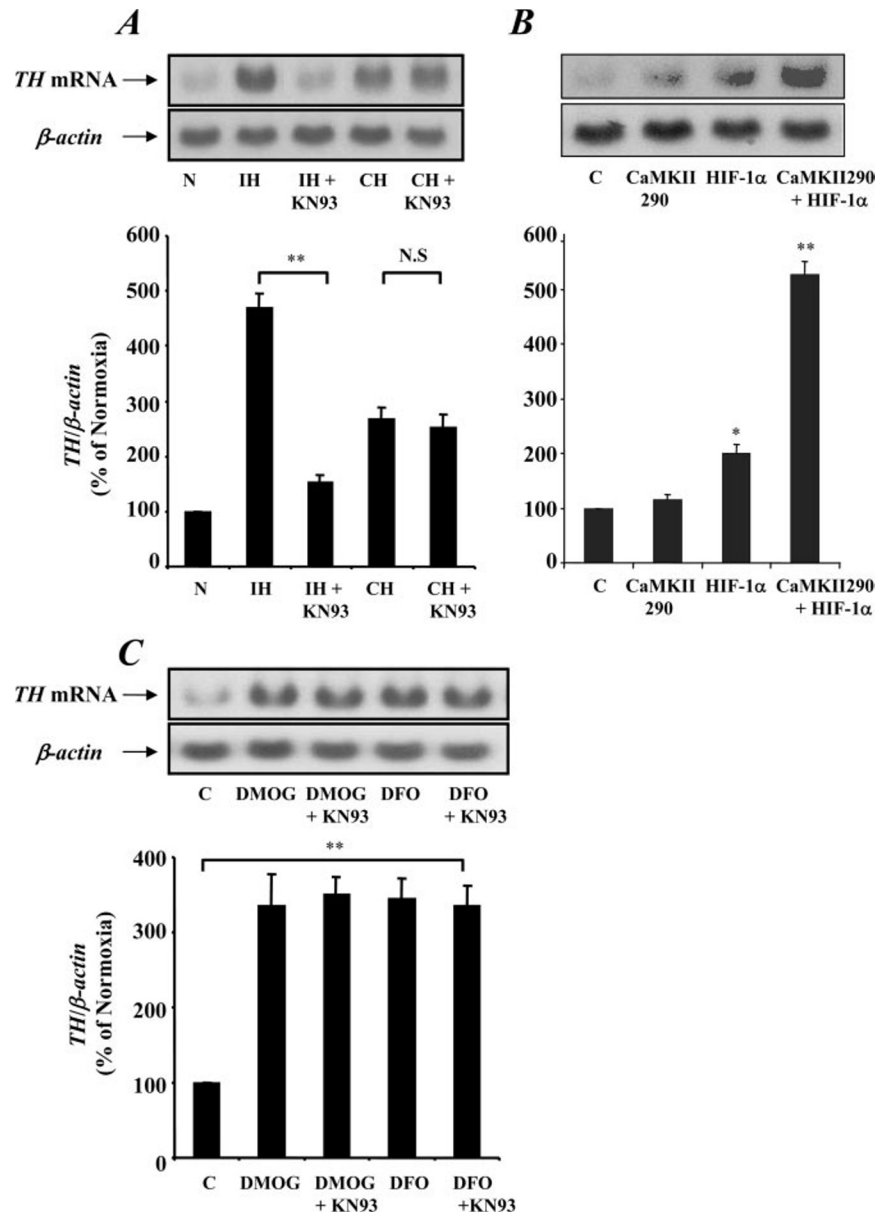 A
TH mRNA
β-actin
N IH IH + KN93 CH CH + KN93
600
500
400
300
200
100
0
TH/β-actin
(% of Normoxia)
**
N.S
N IH IH + KN93 CH CH + KN93
B
C CaMKII 290 HIF-1α CaMKII290 + HIF-1α
600
500
400
300
200
100
0
*
**
C CaMKII 290 HIF-1α CaMKII290 + HIF-1α
C
TH mRNA
β-actin
C DMOG DMOG + KN93 DFO DFO + KN93
**
400
300
200
100
0
TH/β-actin
(% of Normoxia)
C DMOG DMOG + KN93 DFO DFO +KN93